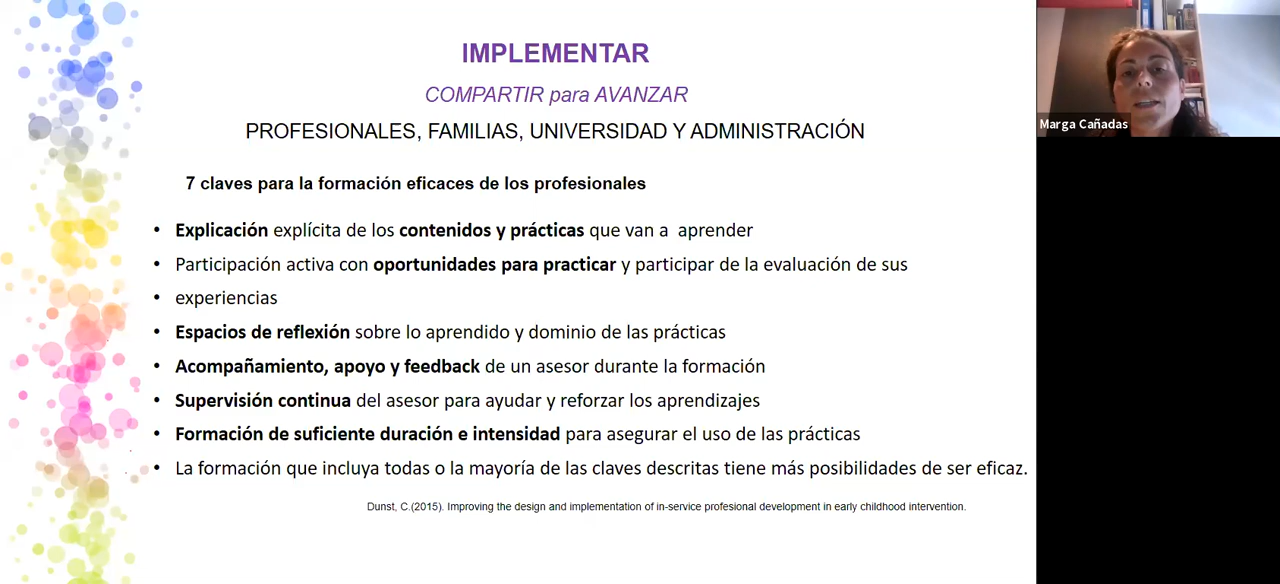 IMPLEMENTAR
COMPARTIR para AVANZAR
PROFESIONALES, FAMILIAS, UNIVERSIDAD Y ADMINISTRACIÓN
7 claves para la formación eficaces de los profesionales
• Explicación explícita de los contenidos y prácticas que van a aprender
• Participación activa con oportunidades para practicar y participar de la evaluación de sus
• experiencias
• Espacios de reflexión sobre lo aprendido y dominio de las prácticas
• Acompañamiento, apoyo y feedback de un asesor durante la formación
• Supervisión continua del asesor para ayudar y reforzar los aprendizajes
• Formación de suficiente duración e intensidad para asegurar el uso de las prácticas
• La formación que incluya todas o la mayoría de las claves descritas tiene más posibilidades de ser eficaz.
Dunst, C.(2015). Improving the design and implementation of in-service profesional development in early childhood intervention.
Marga Cañadas